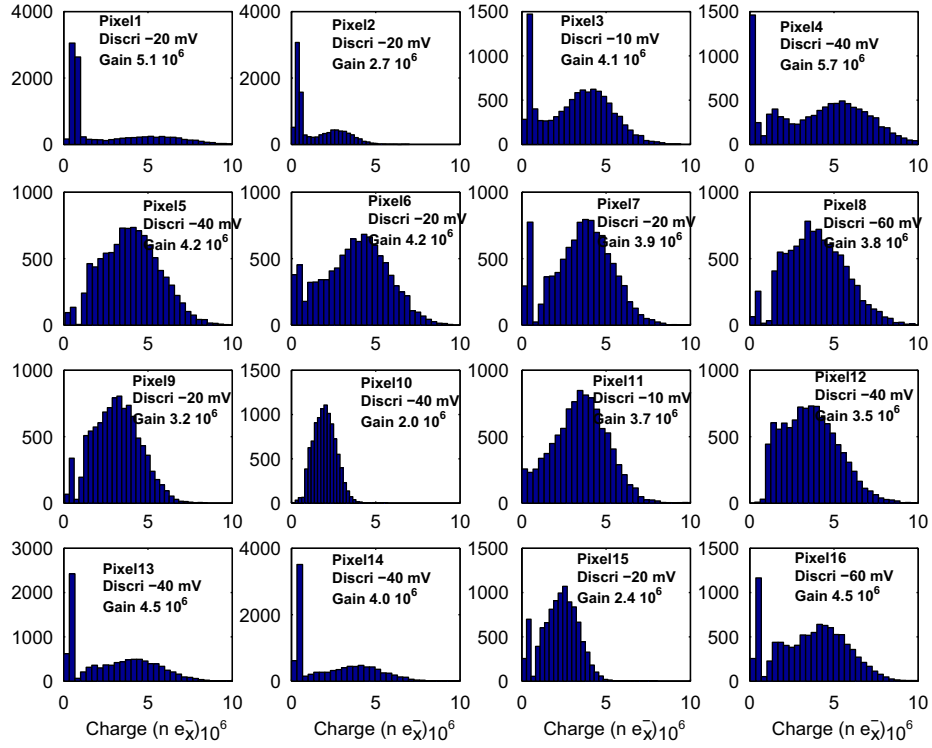 4000
2000
0
0 5 10
Pixel1
Discri −20 mV
Gain 5.1 10^6
4000
2000
0
0 5 10
Pixel2
Discri −20 mV
Gain 2.7 10^6
1500
1000
500
0
0 5 10
Pixel3
Discri −10 mV
Gain 4.1 10^6
1500
1000
500
0
0 5 10
Pixel4
Discri −40 mV
Gain 5.7 10^6
1000
500
0
0 5 10
Pixel5
Discri −40 mV
Gain 4.2 10^6
1000
500
0
0 5 10
Pixel6
Discri −20 mV
Gain 4.2 10^6
1000
500
0
0 5 10
Pixel7
Discri −20 mV
Gain 3.9 10^6
1000
500
0
0 5 10
Pixel8
Discri −60 mV
Gain 3.8 10^6
1000
500
0
0 5 10
Pixel9
Discri −20 mV
Gain 3.2 10^6
1500
1000
500
0
0 5 10
Pixel10
Discri −40 mV
Gain 2.0 10^6
1000
500
0
0 5 10
Pixel11
Discri −10 mV
Gain 3.7 10^6
1000
500
0
0 5 10
Pixel12
Discri −40 mV
Gain 3.5 10^6
3000
2000
1000
0
0 5 10
Pixel13
Discri −40 mV
Gain 4.5 10^6
Charge (n e⁻x)10^6
4000
2000
0
0 5 10
Pixel14
Discri −40 mV
Gain 4.0 10^6
Charge (n e⁻x)10^6
1500
1000
500
0
0 5 10
Pixel15
Discri −20 mV
Gain 2.4 10^6
Charge (n e⁻x)10^6
1500
1000
500
0
0 5 10
Pixel16
Discri −60 mV
Gain 4.5 10^6
Charge (n e⁻x)10^6